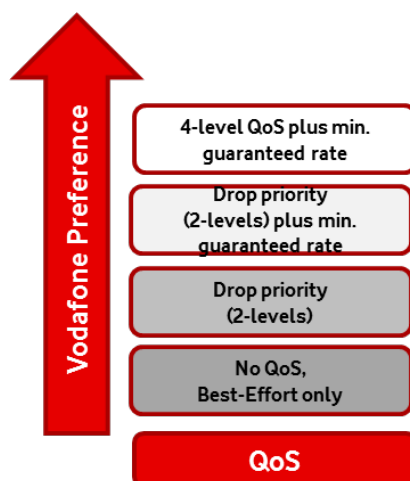 Vodafone Preference
4-level QoS plus min.
guaranteed rate
Drop priority
(2-levels) plus min.
guaranteed rate
Drop priority
(2-levels)
No QoS,
Best-Effort only
QoS